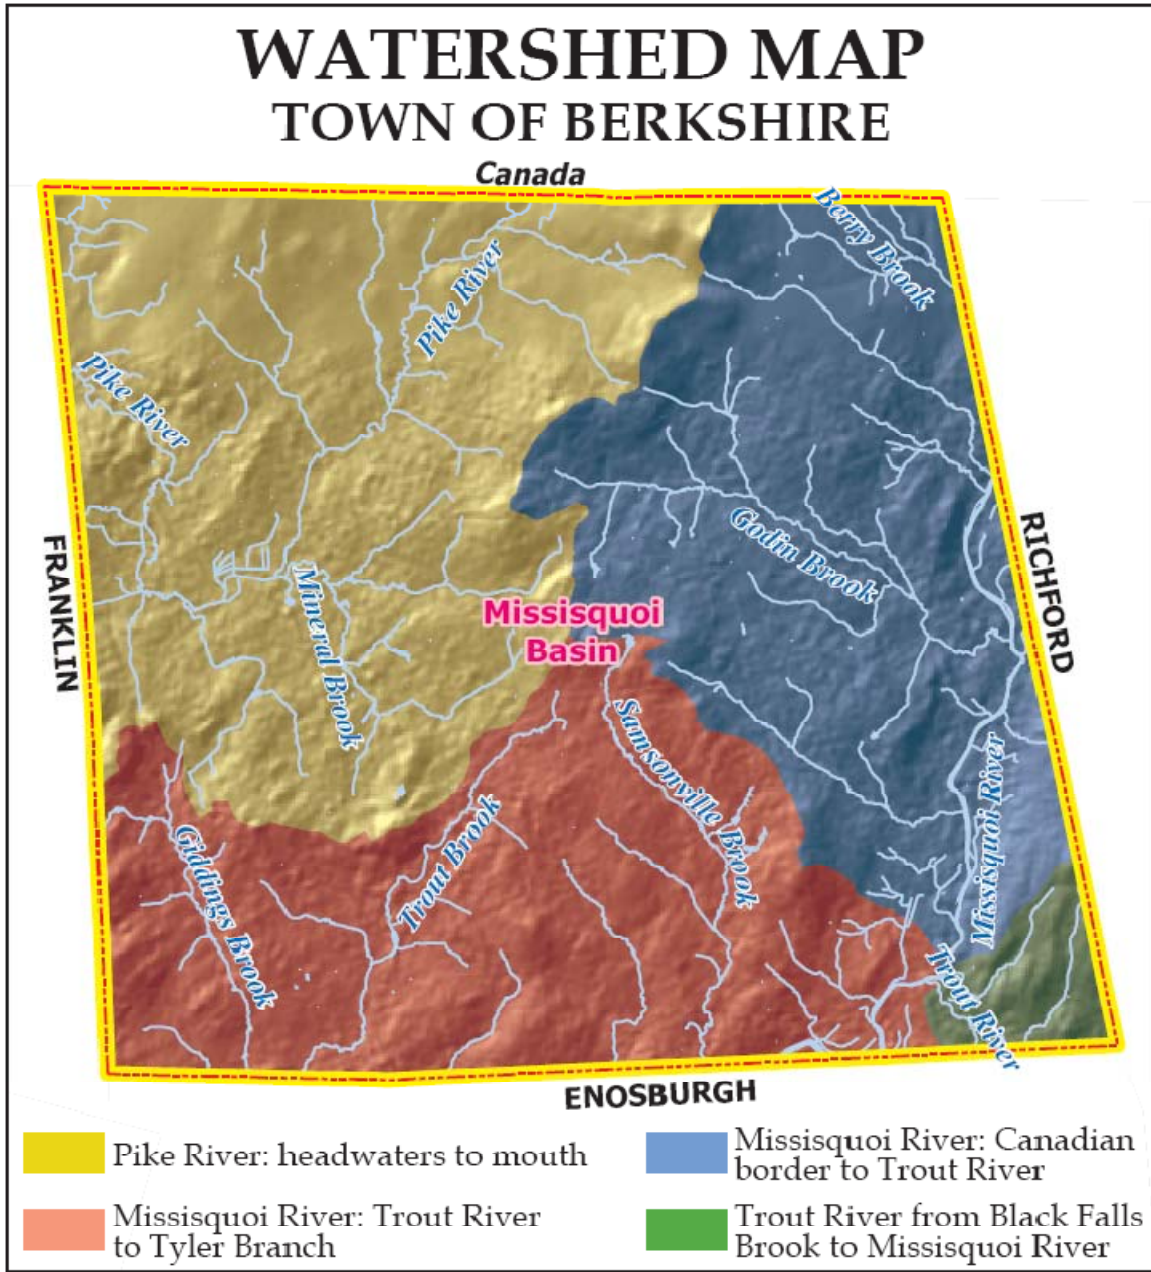 WATERSHED MAP
TOWN OF BERKSHIRE
Canada
Berry Brook
Pike River
Pike River
Godin Brook
FRANKLIN
RICHFORD
Mineral Brook
Missisquoi
Basin
Samsonville Brook
Missisquoi River
Trout Brook
Giddings Brook
Trout River
ENOSBURGH
Pike River: headwaters to mouth
Missisquoi River: Canadian
border to Trout River
Missisquoi River: Trout River
to Tyler Branch
Trout River from Black Falls
Brook to Missisquoi River